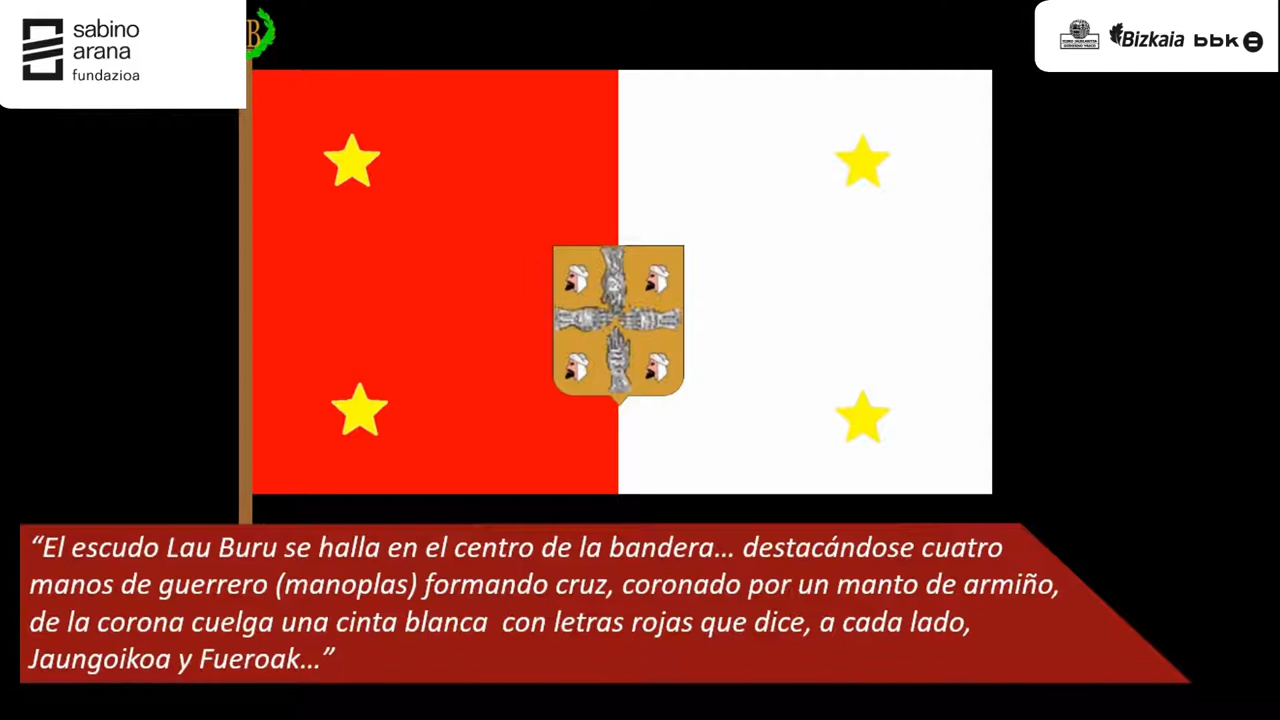 sabino
arana
fundazioa
B
Bizkaia bbk
“El escudo Lau Buru se halla en el centro de la bandera... destacándose cuatro
manos de guerrero (manoplas) formando cruz, coronado por un manto de armiño,
de la corona cuelga una cinta blanca con letras rojas que dice, a cada lado,
Jaungoikoa y Fueroak...”